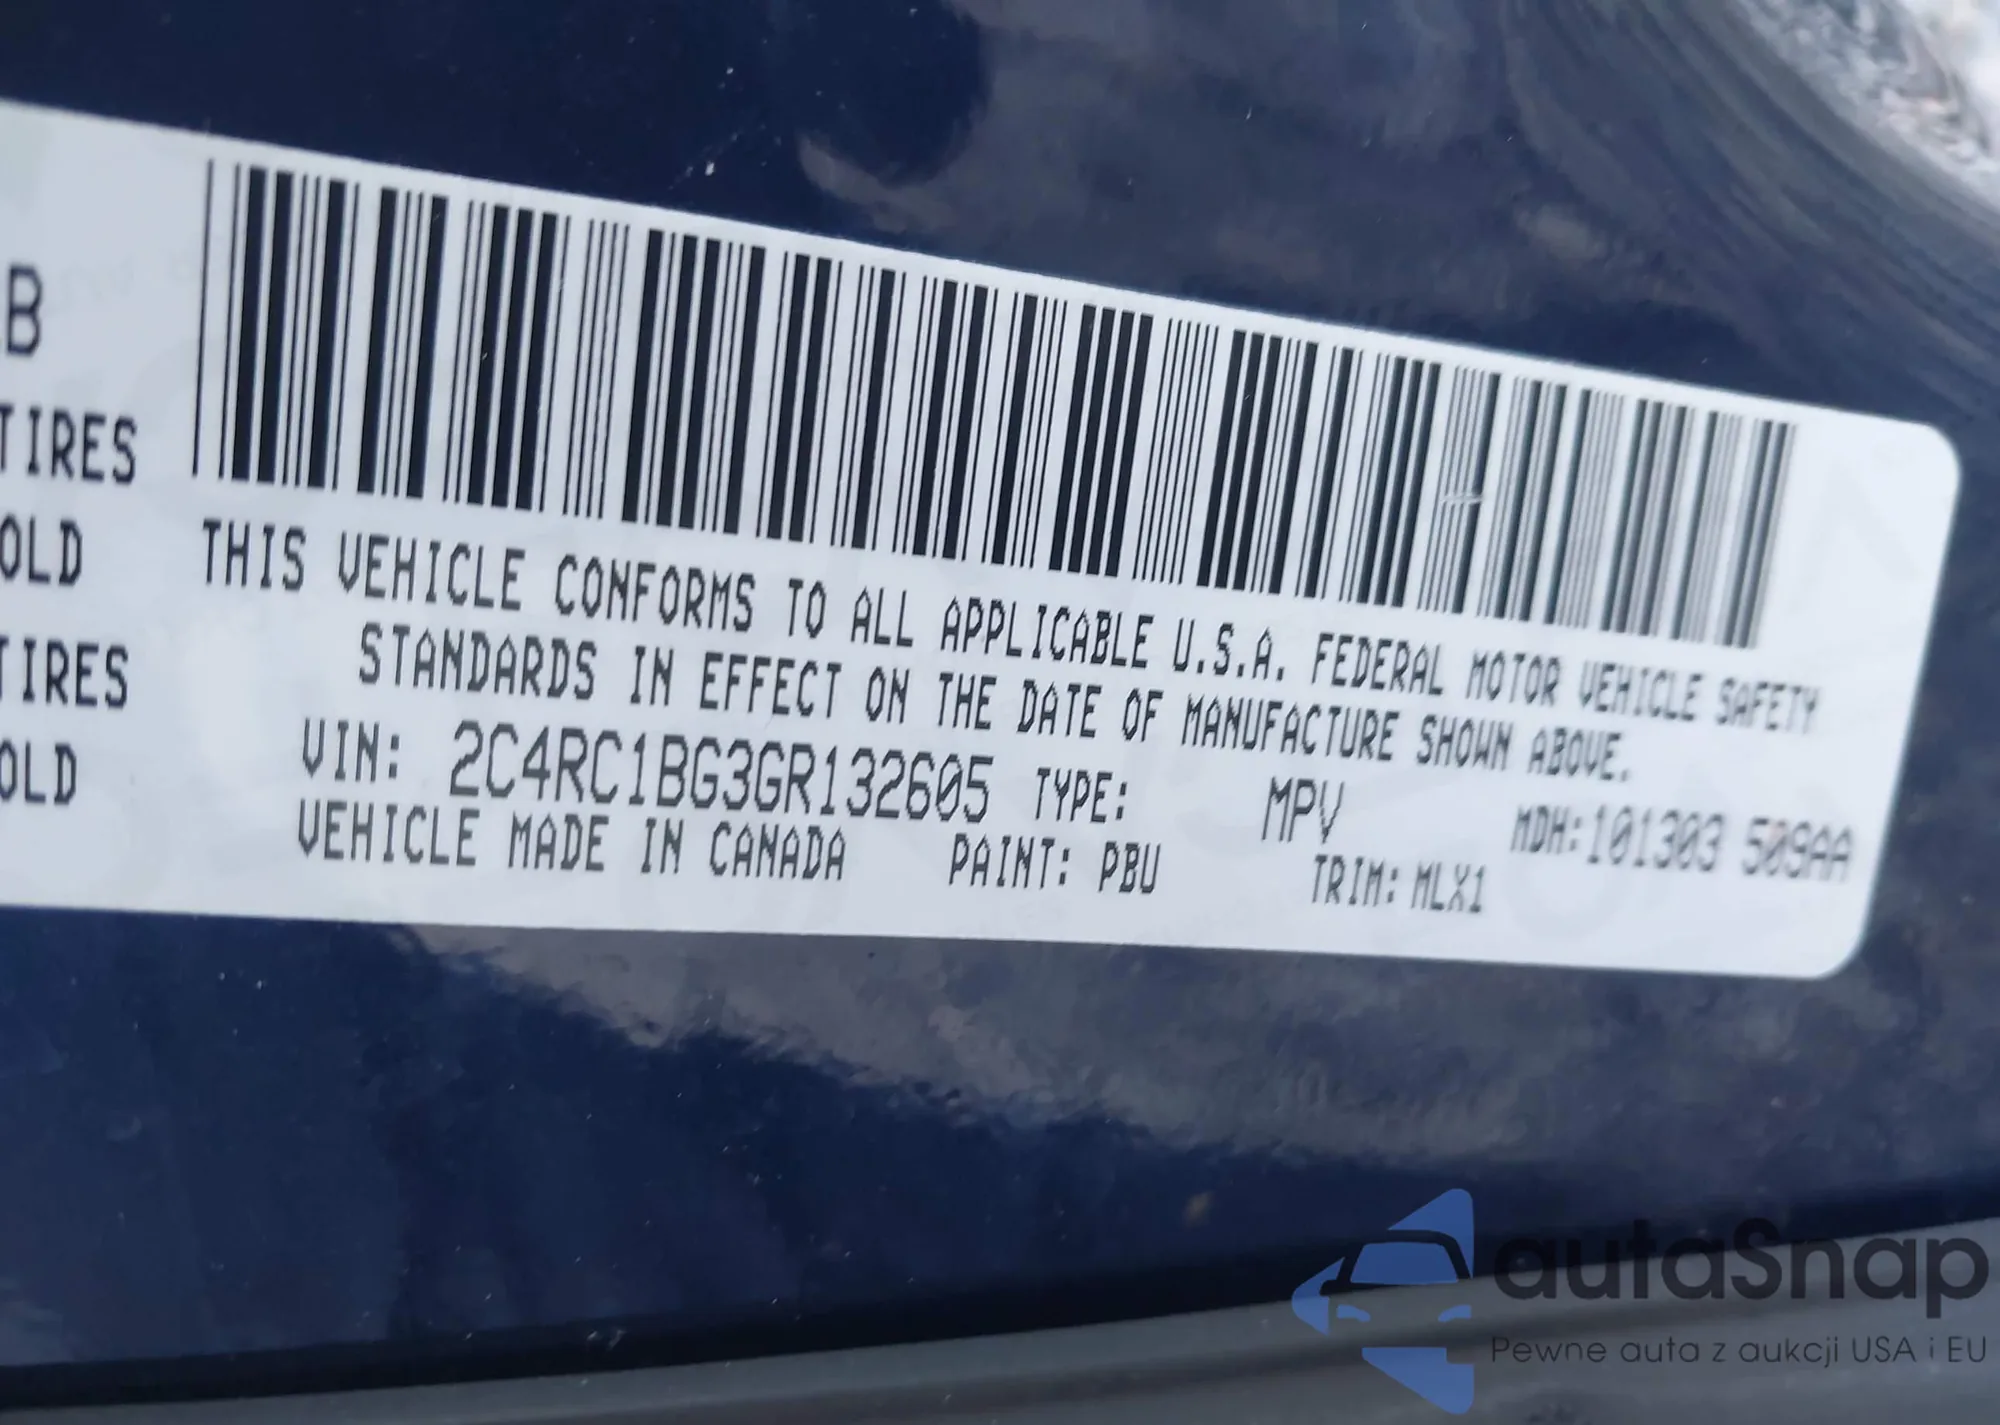 B
TIRES
OLD
TIRES
OLD
THIS VEHICLE CONFORMS TO ALL APPLICABLE U.S.A. FEDERAL MOTOR VEHICLE SAFETY
STANDARDS IN EFFECT ON THE DATE OF MANUFACTURE SHOWN ABOVE.
VIN: 2C4RC1BG3GR132605 TYPE: MPV MDH:101303 509AA
VEHICLE MADE IN CANADA PAINT: PBU TRIM: MLX1
autaSnap
Pewne auta z aukcji USA i EU